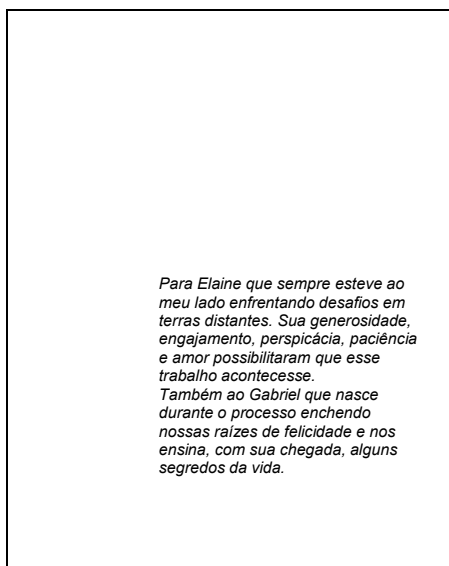 Para Elaine que sempre esteve ao
meu lado enfrentando desafios em
terras distantes. Sua generosidade,
engajamento, perspicácia, paciência
e amor possibilitaram que esse
trabalho acontecesse.
Também ao Gabriel que nasce
durante o processo enchendo
nossas raízes de felicidade e nos
ensina, com sua chegada, alguns
segredos da vida.